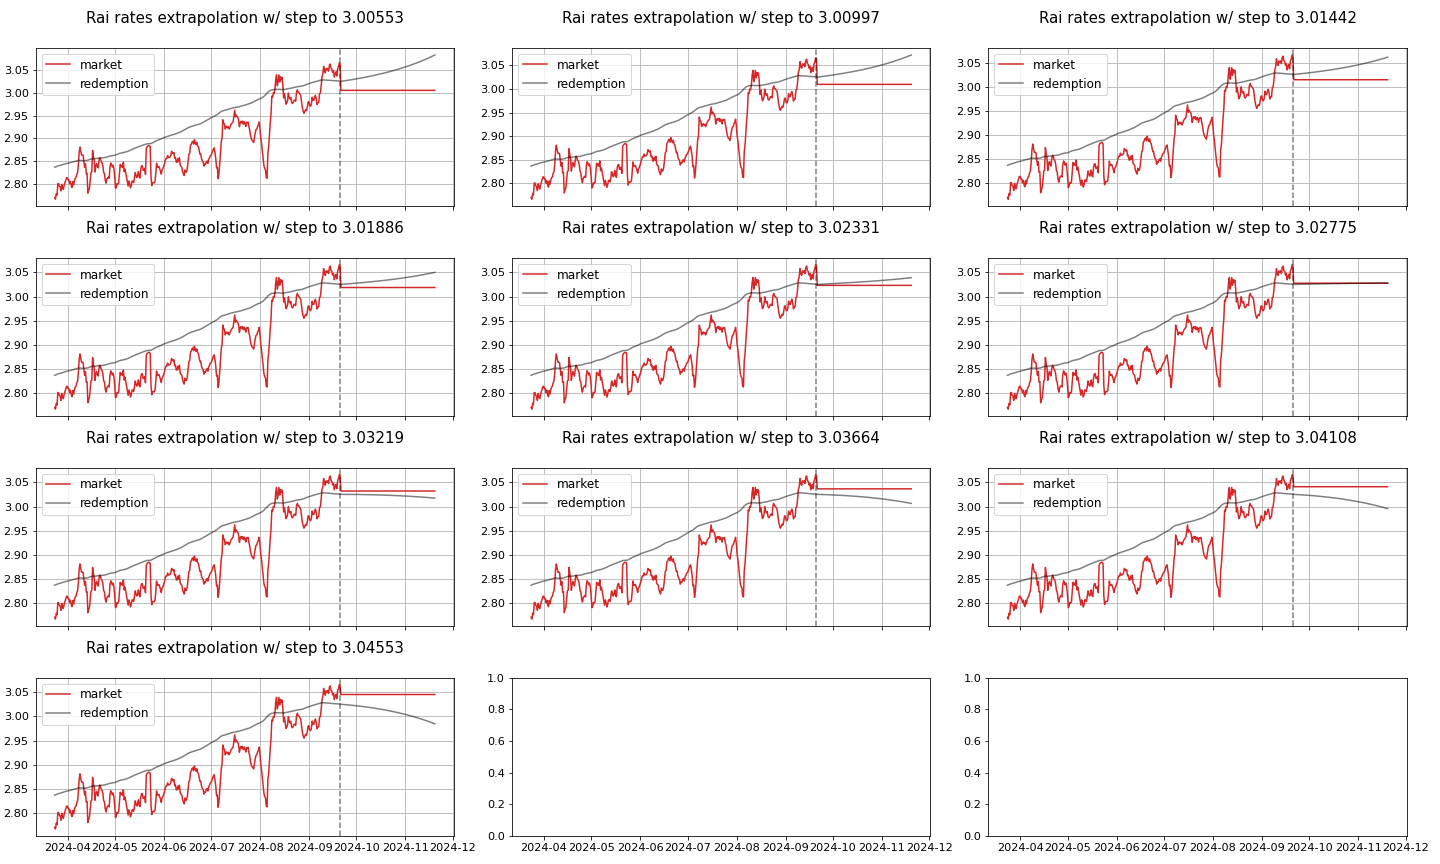 Rai rates extrapolation w/ step to 3.00553
Rai rates extrapolation w/ step to 3.00997
Rai rates extrapolation w/ step to 3.01442
market
redemption
3.05
3.00
2.95
2.90
2.85
2.80
market
redemption
3.05
3.00
2.95
2.90
2.85
2.80
market
redemption
3.05
3.00
2.95
2.90
2.85
2.80
Rai rates extrapolation w/ step to 3.01886
Rai rates extrapolation w/ step to 3.02331
Rai rates extrapolation w/ step to 3.02775
market
redemption
3.05
3.00
2.95
2.90
2.85
2.80
market
redemption
3.05
3.00
2.95
2.90
2.85
2.80
market
redemption
3.05
3.00
2.95
2.90
2.85
2.80
Rai rates extrapolation w/ step to 3.03219
Rai rates extrapolation w/ step to 3.03664
Rai rates extrapolation w/ step to 3.04108
market
redemption
3.05
3.00
2.95
2.90
2.85
2.80
market
redemption
3.05
3.00
2.95
2.90
2.85
2.80
market
redemption
3.05
3.00
2.95
2.90
2.85
2.80
Rai rates extrapolation w/ step to 3.04553
market
redemption
3.05
3.00
2.95
2.90
2.85
2.80
2024-04 2024-05 2024-06 2024-07 2024-08 2024-09 2024-10 2024-11 2024-12
1.0
0.8
0.6
0.4
0.2
0.0
2024-04 2024-05 2024-06 2024-07 2024-08 2024-09 2024-10 2024-11 2024-12
1.0
0.8
0.6
0.4
0.2
0.0
2024-04 2024-05 2024-06 2024-07 2024-08 2024-09 2024-10 2024-11 2024-12